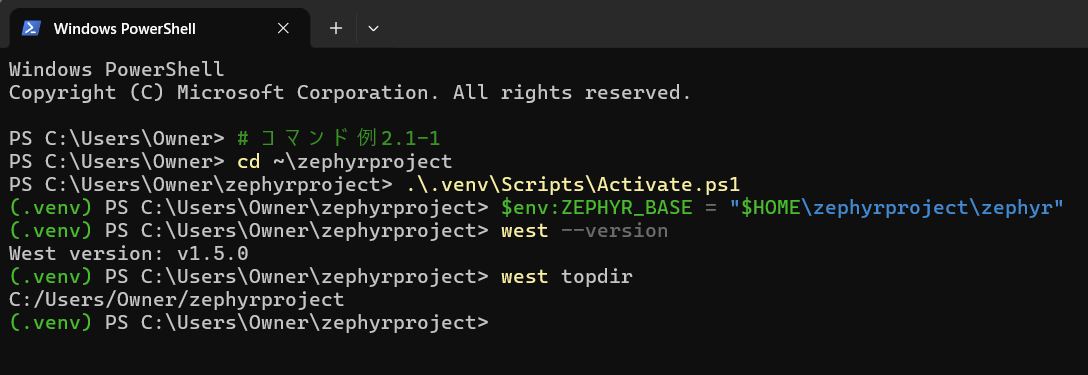 Windows PowerShell
Windows PowerShell
Copyright (C) Microsoft Corporation. All rights reserved.
PS C:\Users\Owner> # コマンド例2.1-1
PS C:\Users\Owner> cd ~\zephyrproject
PS C:\Users\Owner\zephyrproject> .\.venv\Scripts\Activate.ps1
(.venv) PS C:\Users\Owner\zephyrproject> $env:ZEPHYR_BASE = "$HOME\zephyrproject\zephyr"
(.venv) PS C:\Users\Owner\zephyrproject> west --version
West version: v1.5.0
(.venv) PS C:\Users\Owner\zephyrproject> west topdir
C:/Users/Owner/zephyrproject
(.venv) PS C:\Users\Owner\zephyrproject>